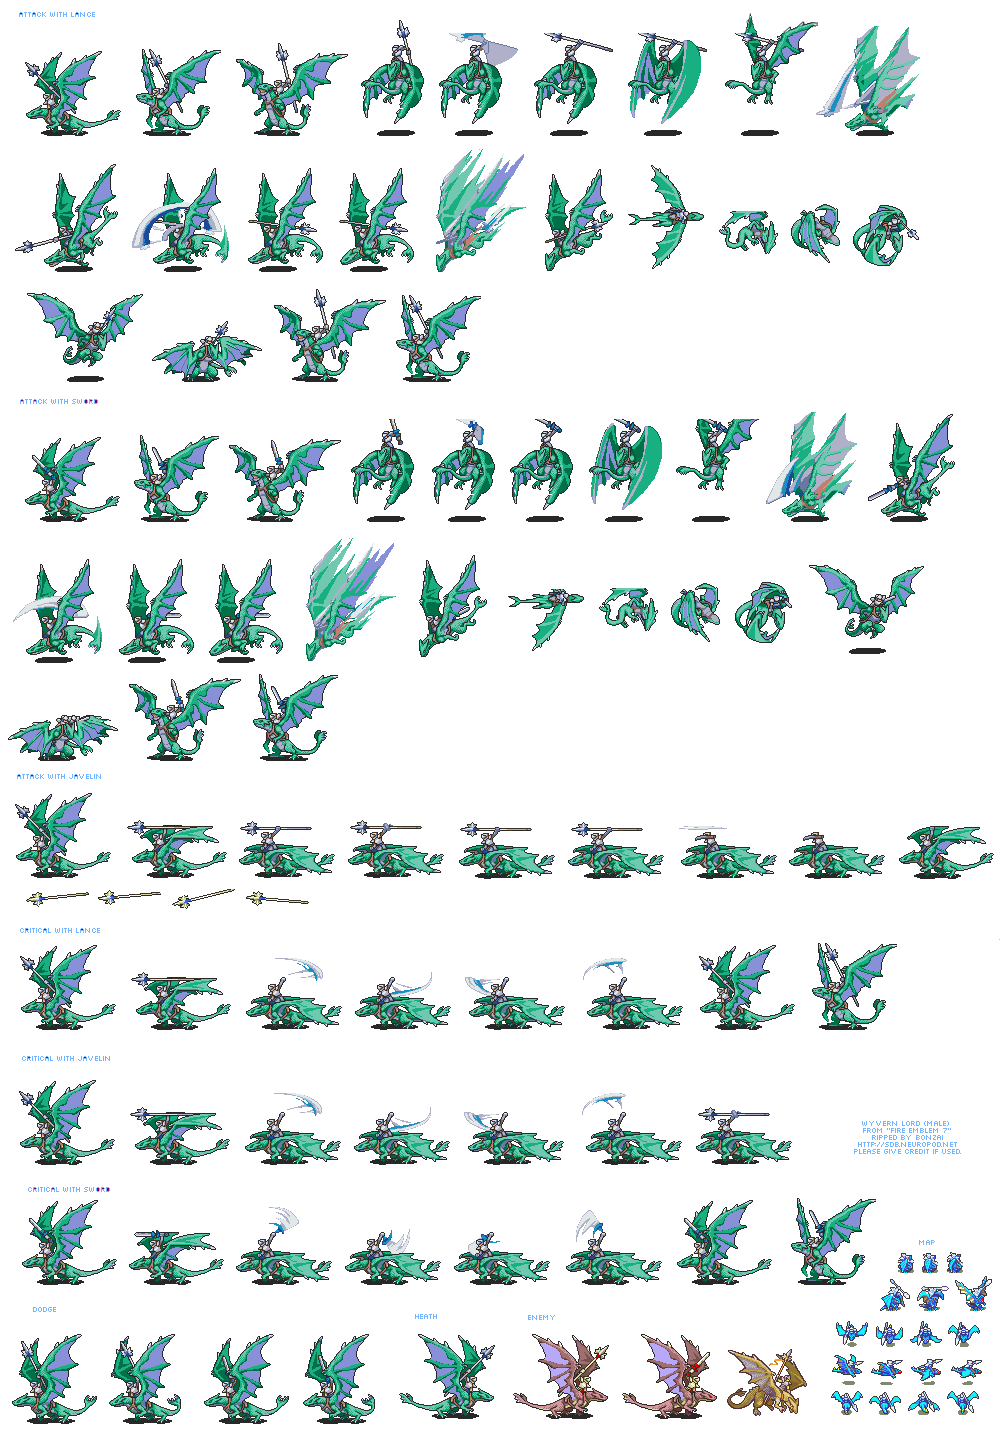 ATTACK WITH LANCE
ATTACK WITH SWORD
ATTACK WITH JAVELIN
CRITICAL WITH LANCE
CRITICAL WITH JAVELIN
WYVERN LORD (MALE)
FROM "FIRE EMBLEM 7"
RIPPED BY BONZAI
HTTP://SDB.NEUROPOD.NET
PLEASE GIVE CREDIT IF USED.
CRITICAL WITH SWORD
MAP
DODGE
HEATH
ENEMY